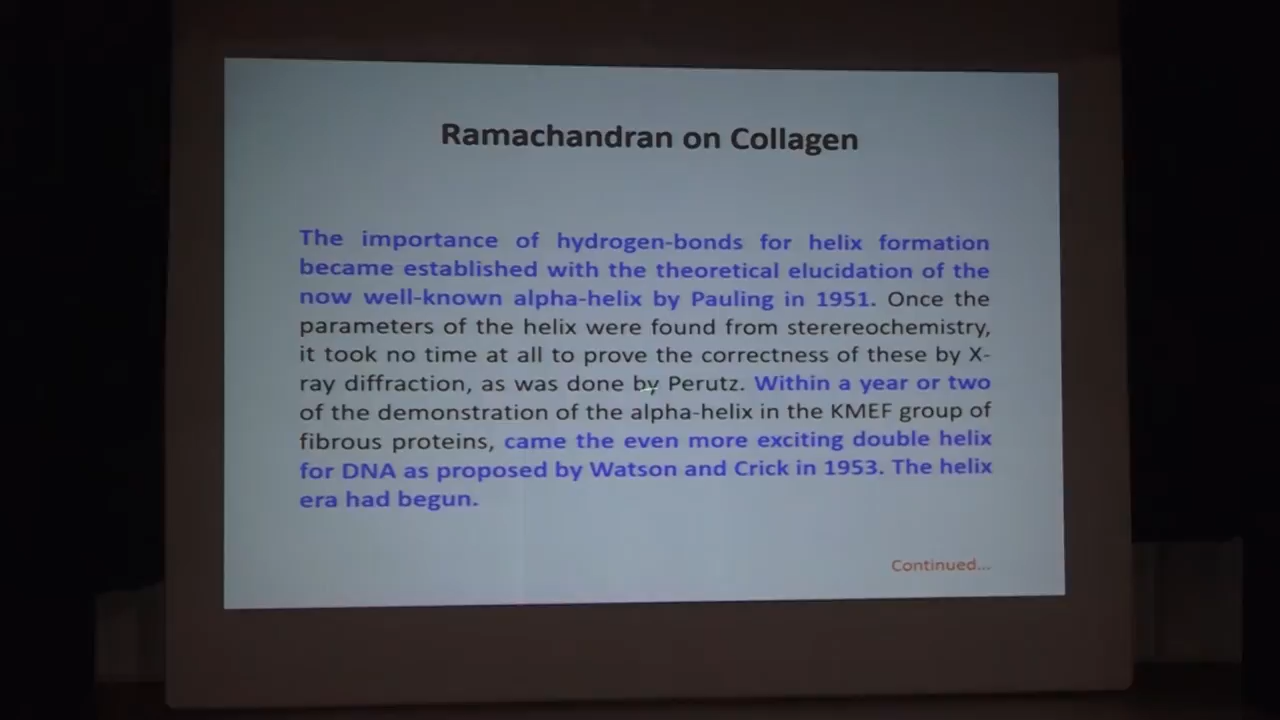 Ramachandran on Collagen
The importance of hydrogen-bonds for helix formation
became established with the theoretical elucidation of the
now well-known alpha-helix by Pauling in 1951. Once the
parameters of the helix were found from sterereochemistry,
it took no time at all to prove the correctness of these by X-
ray diffraction, as was done by Perutz. Within a year or two
of the demonstration of the alpha-helix in the KMEF group of
fibrous proteins, came the even more exciting double helix
for DNA as proposed by Watson and Crick in 1953. The helix
era had begun.
Continued...